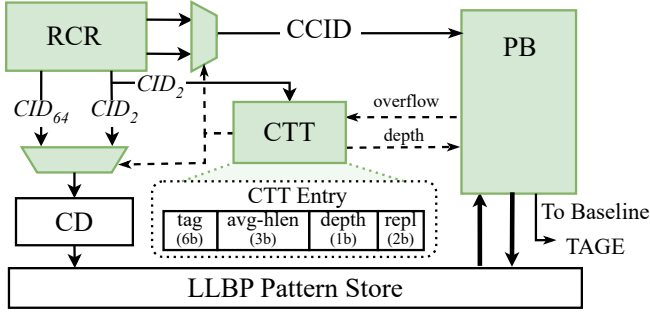 RCR
CCID
PB
CID2
CID64
CID2
overflow
CTT
depth
CTT Entry
tag avg-hlen depth repl
(6b) (3b) (1b) (2b)
CD
To Baseline
TAGE
LLBP Pattern Store